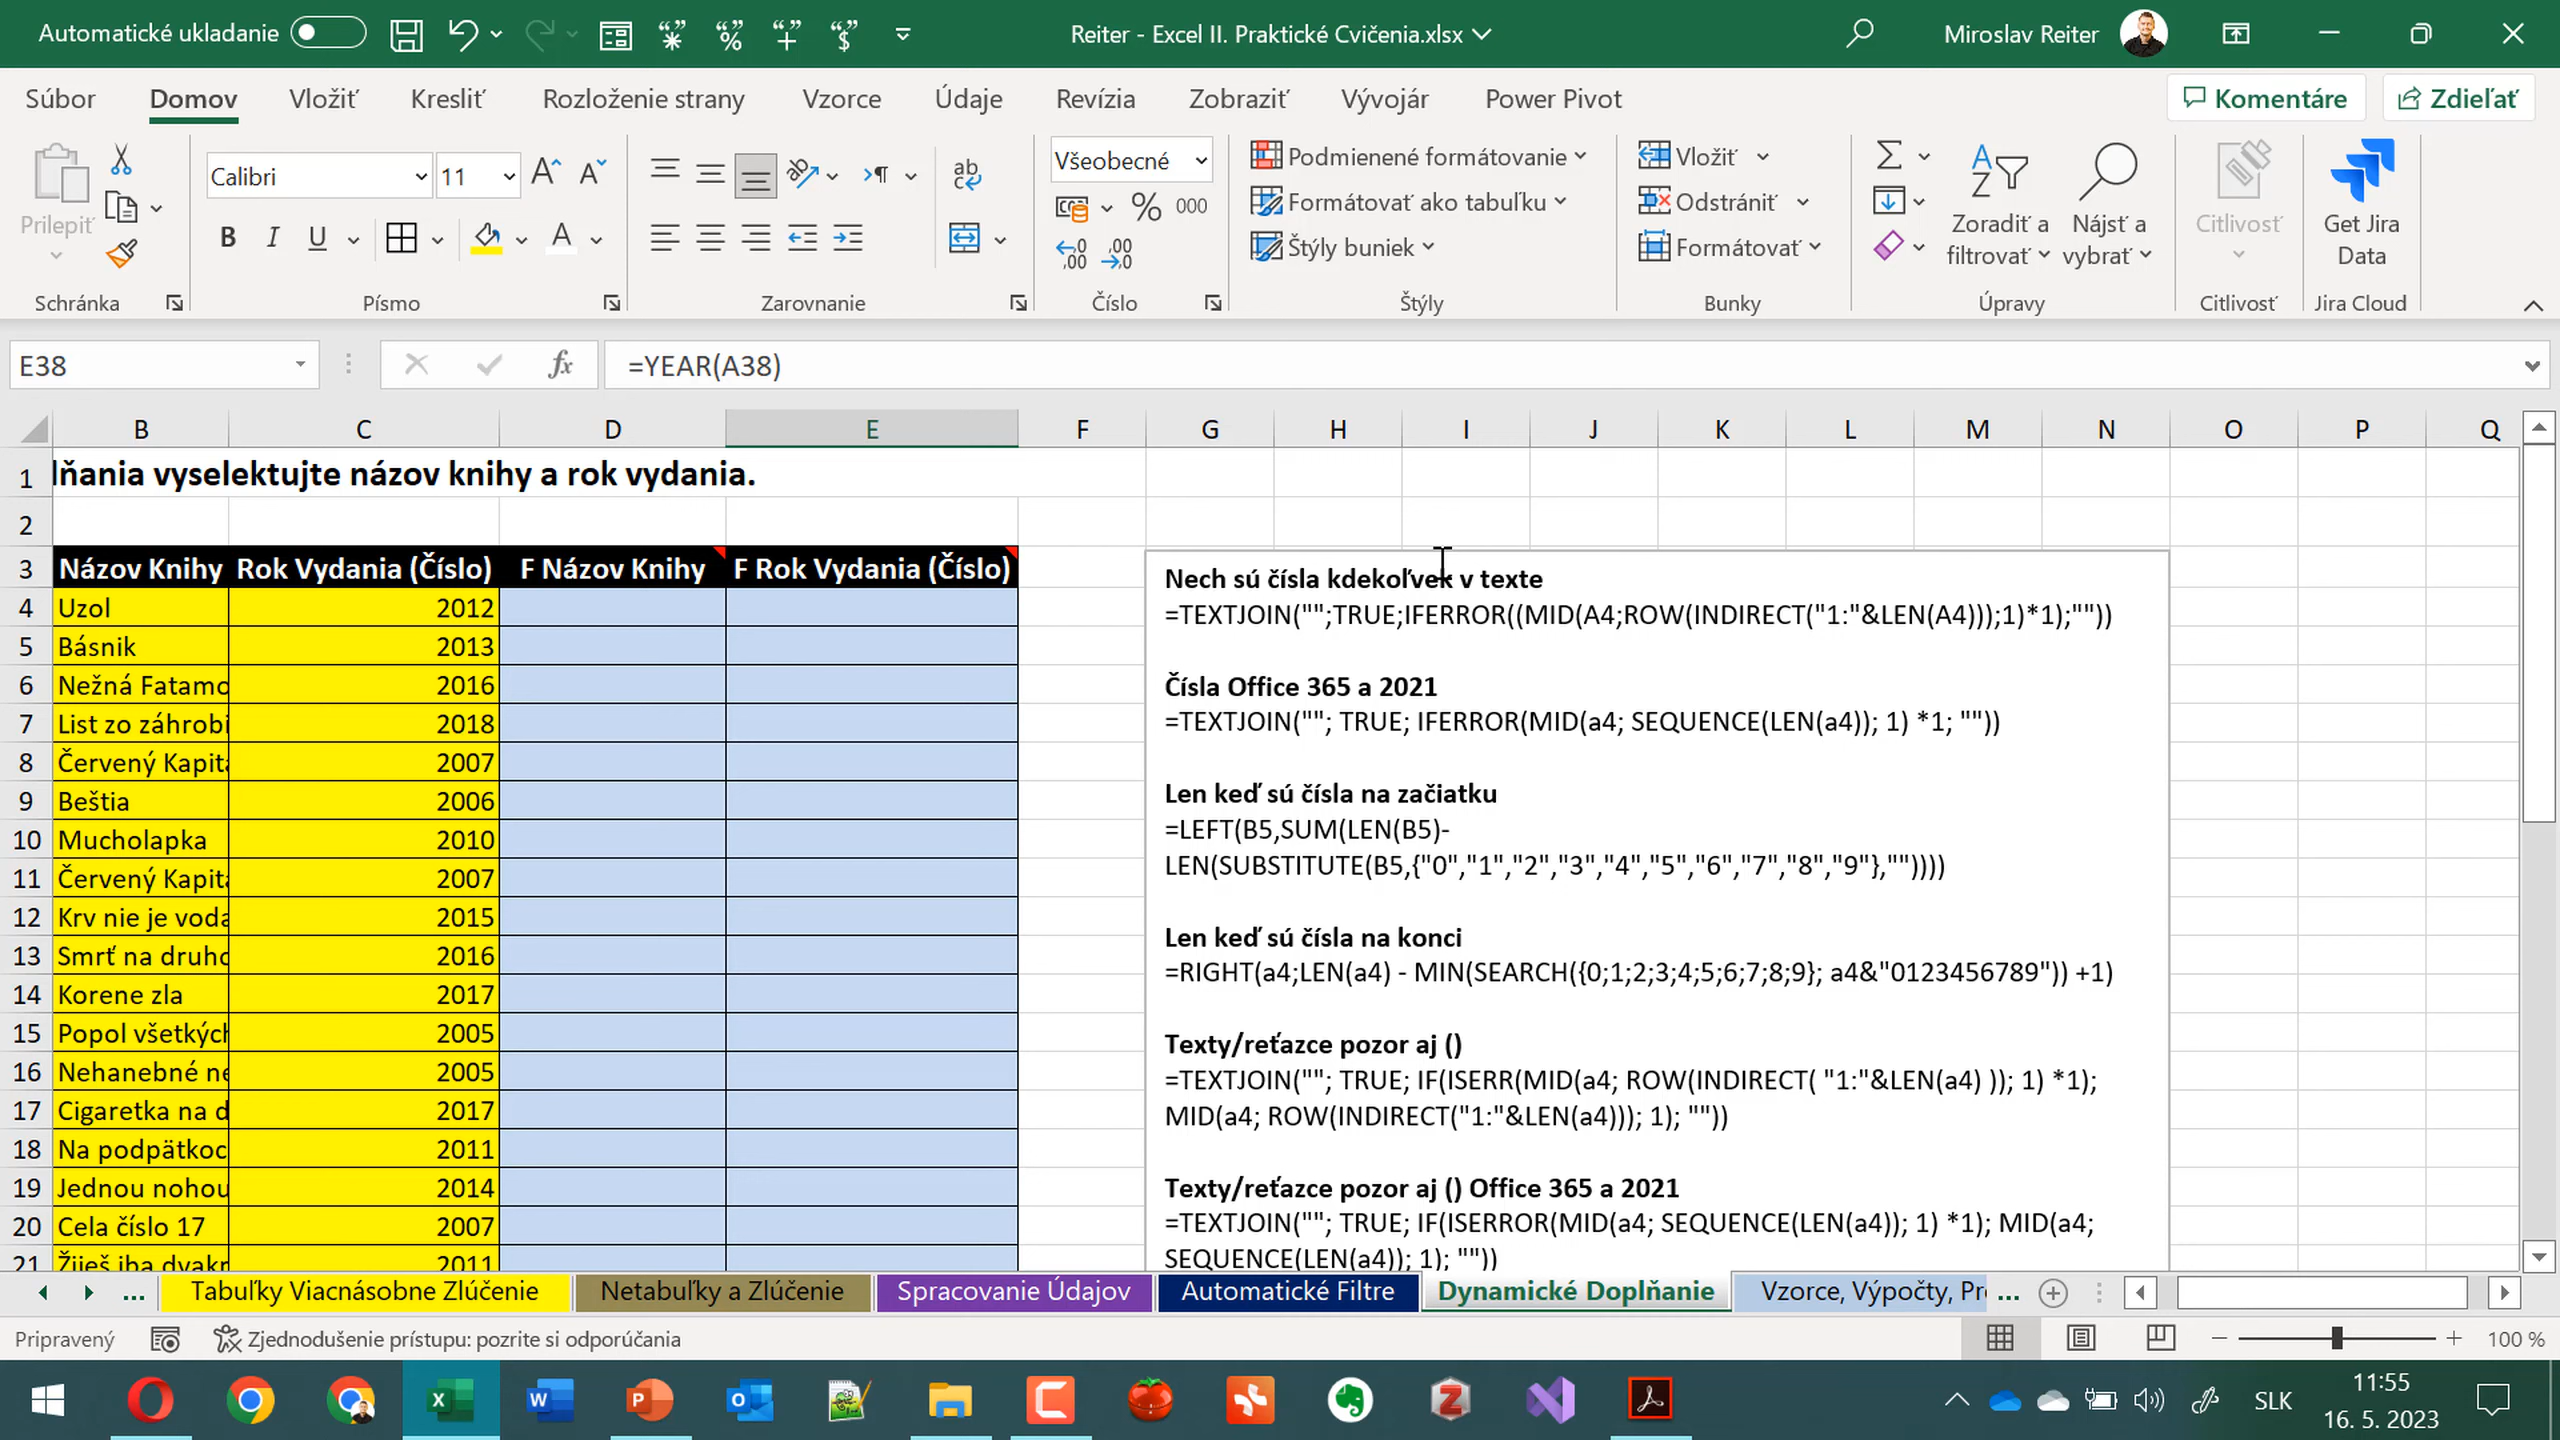 Automatické ukladanie
Reiter - Excel II. Praktické Cvičenia.xlsx
Miroslav Reiter
Súbor Domov Vložiť Kresliť Rozloženie strany Vzorce Údaje Revízia Zobraziť Vývojár Power Pivot Komentáre Zdieľať
Prilepiť
Calibri 11
Všeobecné
Podmienené formátovanie
Formátovať ako tabuľku
Štýly buniek
Vložiť
Odstrániť
Formátovať
Zoradiť a filtrovať
Nájsť a vybrať
Citlivosť
Get Jira Data
Schránka Písmo Zarovnanie Číslo Štýly Bunky Úpravy Citlivosť Jira Cloud
E38 fx =YEAR(A38)
B C D E F G H I J K L M N O P Q
1 lňania vyselektujte názov knihy a rok vydania.
2
3 Názov Knihy Rok Vydania (Číslo) F Názov Knihy F Rok Vydania (Číslo)
4 Uzol 2012
5 Básnik 2013
6 Nežná Fatamo 2016
7 List zo záhrobi 2018
8 Červený Kapita 2007
9 Beštia 2006
10 Mucholapka 2010
11 Červený Kapita 2007
12 Krv nie je voda 2015
13 Smrť na druho 2016
14 Korene zla 2017
15 Popol všetkých 2005
16 Nehanebné ne 2005
17 Cigaretka na d 2017
18 Na podpätkoc 2011
19 Jednou nohou 2014
20 Cela číslo 17 2007
21 Žiješ iba dvakr 2011
Nech sú čísla kdekoľvek v texte
=TEXTJOIN("";TRUE;IFERROR((MID(A4;ROW(INDIRECT("1:"&LEN(A4)));1)*1);""))
Čísla Office 365 a 2021
=TEXTJOIN(""; TRUE; IFERROR(MID(a4; SEQUENCE(LEN(a4)); 1) *1; ""))
Len keď sú čísla na začiatku
=LEFT(B5,SUM(LEN(B5)-
LEN(SUBSTITUTE(B5,{"0","1","2","3","4","5","6","7","8","9"},""))))
Len keď sú čísla na konci
=RIGHT(a4;LEN(a4) - MIN(SEARCH({0;1;2;3;4;5;6;7;8;9}; a4&"0123456789")) +1)
Texty/reťazce pozor aj ()
=TEXTJOIN(""; TRUE; IF(ISERR(MID(a4; ROW(INDIRECT( "1:"&LEN(a4) )); 1) *1);
MID(a4; ROW(INDIRECT("1:"&LEN(a4))); 1); ""))
Texty/reťazce pozor aj () Office 365 a 2021
=TEXTJOIN(""; TRUE; IF(ISERROR(MID(a4; SEQUENCE(LEN(a4)); 1) *1); MID(a4;
SEQUENCE(LEN(a4)); 1); ""))
... Tabuľky Viacnásobne Zlúčenie Netabuľky a Zlúčenie Spracovanie Údajov Automatické Filtre Dynamické Doplňanie Vzorce, Výpočty, Pr ...
Pripravený Zjednodušenie prístupu: pozrite si odporúčania 100 %
SLK
11:55
16. 5. 2023